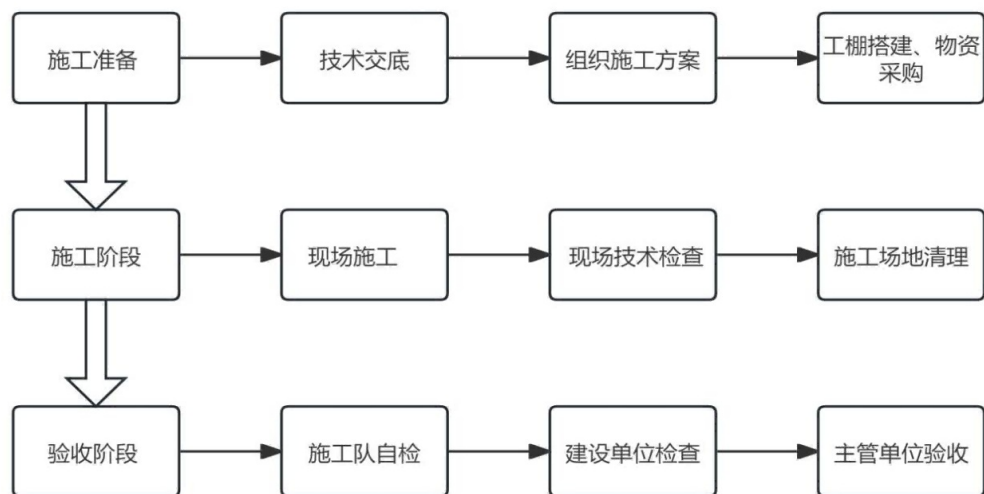 施工准备
技术交底
组织施工方案
工棚搭建、物资
采购
施工阶段
现场施工
现场技术检查
施工场地清理
验收阶段
施工队自检
建设单位检查
主管单位验收